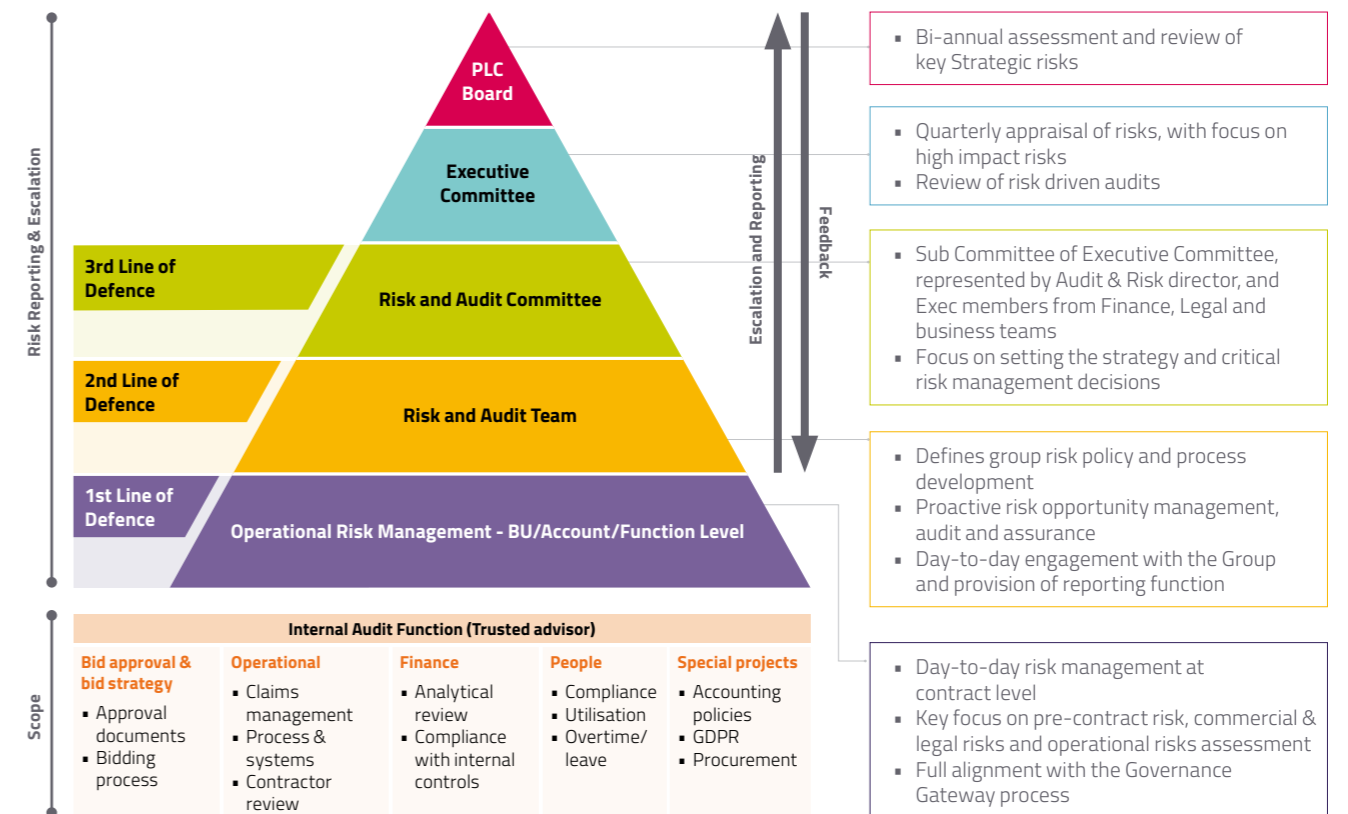 Risk Reporting & Escalation
PLC
Board
Executive
Committee
3rd Line of
Defence
Risk and Audit Committee
2nd Line of
Defence
Risk and Audit Team
1st Line of
Defence
Operational Risk Management - BU/Account/Function Level
Escalation and Reporting
Feedback
▪ Bi-annual assessment and review of
key Strategic risks
▪ Quarterly appraisal of risks, with focus on
high impact risks
▪ Review of risk driven audits
▪ Sub Committee of Executive Committee,
represented by Audit & Risk director, and
Exec members from Finance, Legal and
business teams
▪ Focus on setting the strategy and critical
risk management decisions
▪ Defines group risk policy and process
development
▪ Proactive risk opportunity management,
audit and assurance
▪ Day-to-day engagement with the Group
and provision of reporting function
▪ Day-to-day risk management at
contract level
▪ Key focus on pre-contract risk, commercial &
legal risks and operational risks assessment
▪ Full alignment with the Governance
Gateway process
Scope
Internal Audit Function (Trusted advisor)
Bid approval &
bid strategy
▪ Approval
documents
▪ Bidding
process
Operational
▪ Claims
management
▪ Process &
systems
▪ Contractor
review
Finance
▪ Analytical
review
▪ Compliance
with internal
controls
People
▪ Compliance
▪ Utilisation
▪ Overtime/
leave
Special projects
▪ Accounting
policies
▪ GDPR
▪ Procurement